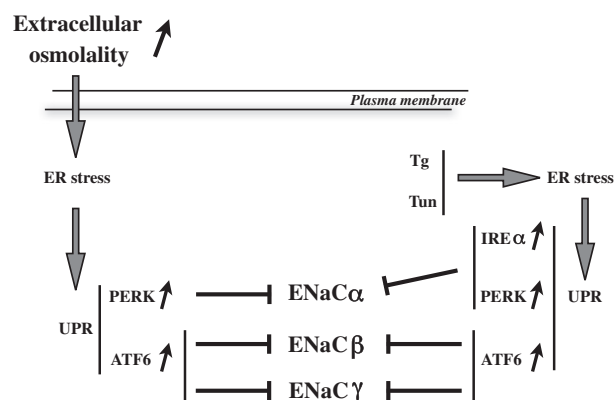 Extracellular
osmolality
Plasma membrane
ER stress
Tg
Tun
ER stress
IREα
PERK
ENaCα
PERK
UPR
UPR
ATF6
ENaCβ
ATF6
ENaCγ